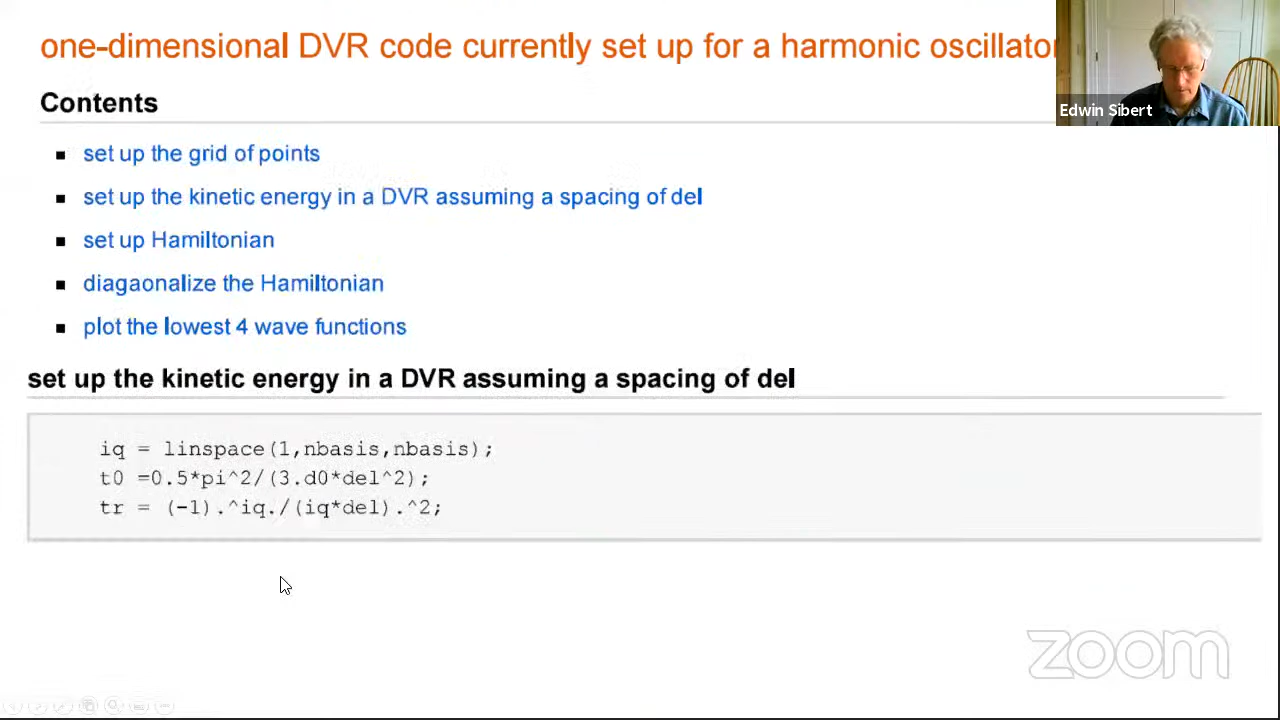 one-dimensional DVR code currently set up for a harmonic oscillator
Edwin Sibert
Contents
set up the grid of points
set up the kinetic energy in a DVR assuming a spacing of del
set up Hamiltonian
diagaonalize the Hamiltonian
plot the lowest 4 wave functions
set up the kinetic energy in a DVR assuming a spacing of del
iq = linspace(1,nbasis,nbasis);
t0 =0.5*pi^2/(3.d0*del^2);
tr = (-1).^iq./(iq*del).^2;
zoom